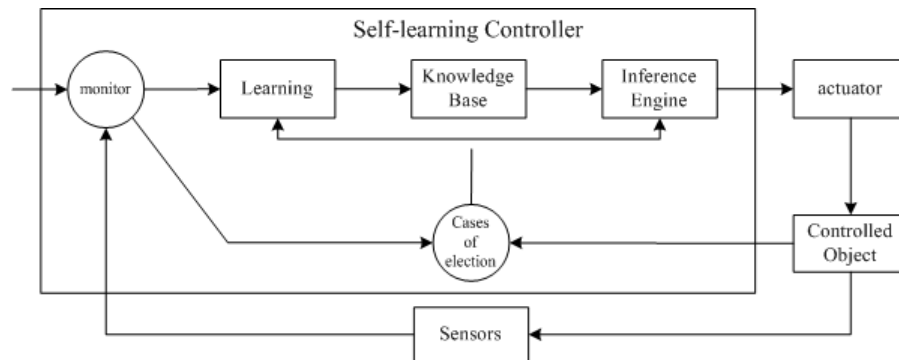 Self-learning Controller
monitor
Learning
Knowledge
Base
Inference
Engine
actuator
Cases
of
election
Controlled
Object
Sensors